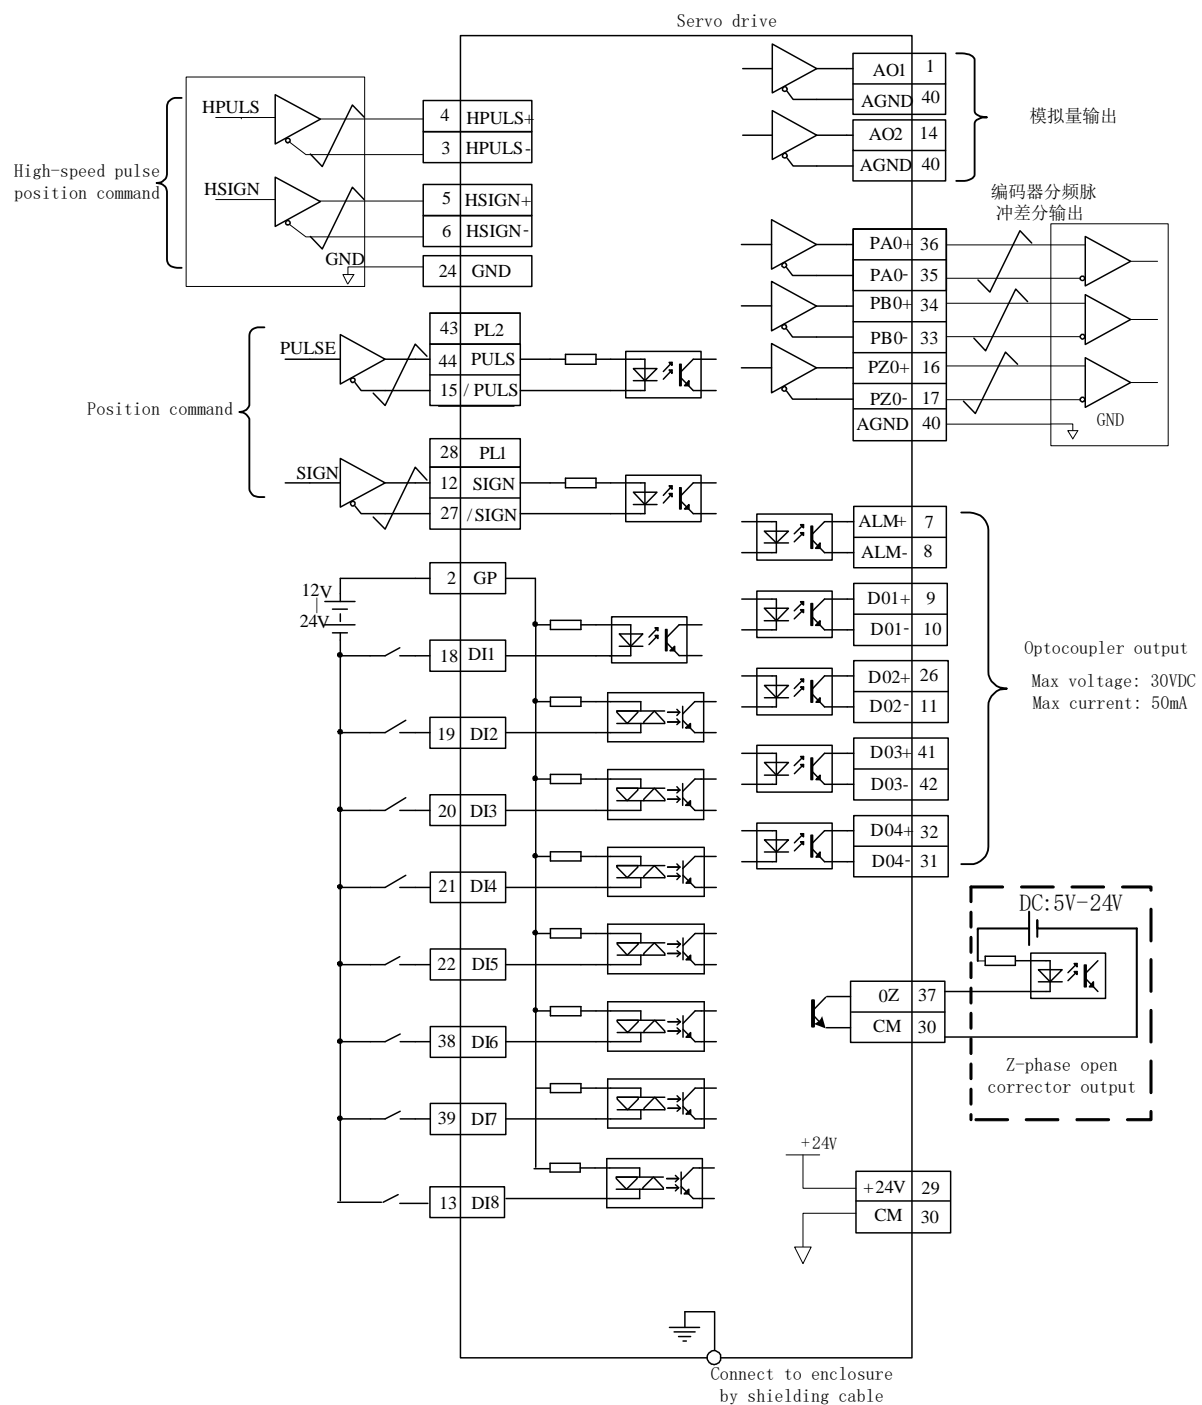 Servo drive
HPULS
4 HPULS+
3 HPULS-
High-speed pulse
position command
HSIGN
5 HSIGN+
6 HSIGN-
GND
24 GND
43 PL2
PULSE
44 PULS
15 /PULS
Position command
28 PL1
SIGN
12 SIGN
27 /SIGN
2 GP
12V
24V
18 DI1
19 DI2
20 DI3
21 DI4
22 DI5
38 DI6
39 DI7
13 DI8
AO1 1
AGND 40
AO2 14
AGND 40
模拟量输出
编码器分频脉
冲差分输出
PA0+ 36
PA0- 35
PB0+ 34
PB0- 33
PZ0+ 16
PZ0- 17
AGND 40
GND
ALM+ 7
ALM- 8
D01+ 9
D01- 10
D02+ 26
D02- 11
D03+ 41
D03- 42
D04+ 32
D04- 31
Optocoupler output
Max voltage: 30VDC
Max current: 50mA
DC:5V-24V
0Z 37
CM 30
Z-phase open
corrector output
+24V
+24V 29
CM 30
Connect to enclosure
by shielding cable